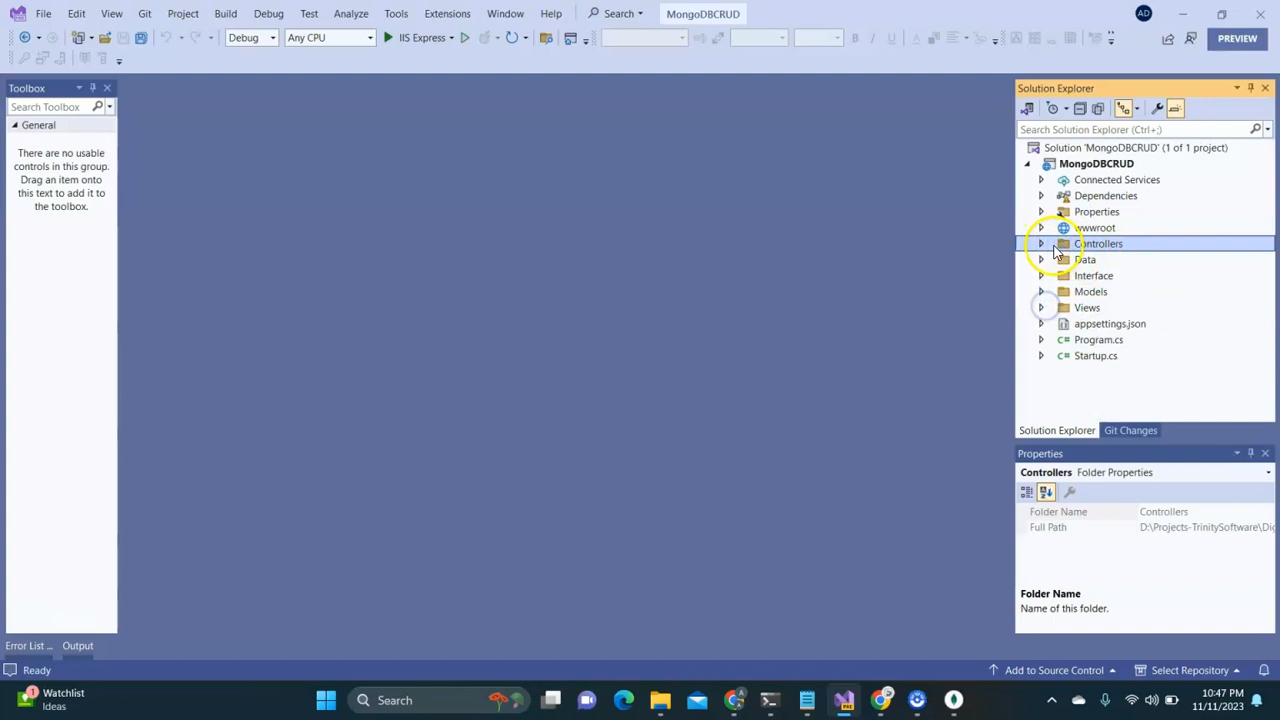 File Edit View Git Project Build Debug Test Analyze Tools Extensions Window Help Search MongoDBCRUD AD
Debug Any CPU IIS Express PREVIEW
Toolbox
Search Toolbox
General
There are no usable
controls in this group.
Drag an item onto
this text to add it to
the toolbox.
Solution Explorer
Search Solution Explorer (Ctrl+;)
Solution 'MongoDBCRUD' (1 of 1 project)
MongoDBCRUD
Connected Services
Dependencies
Properties
wwwroot
Controllers
Data
Interface
Models
Views
appsettings.json
C# Program.cs
C# Startup.cs
Solution Explorer Git Changes
Properties
Controllers Folder Properties
Folder Name Controllers
Full Path D:\Projects-TrinitySoftware\Dig
Folder Name
Name of this folder.
Error List ... Output
Ready Add to Source Control Select Repository
1 Watchlist
Ideas
Search
10:47 PM
11/11/2023